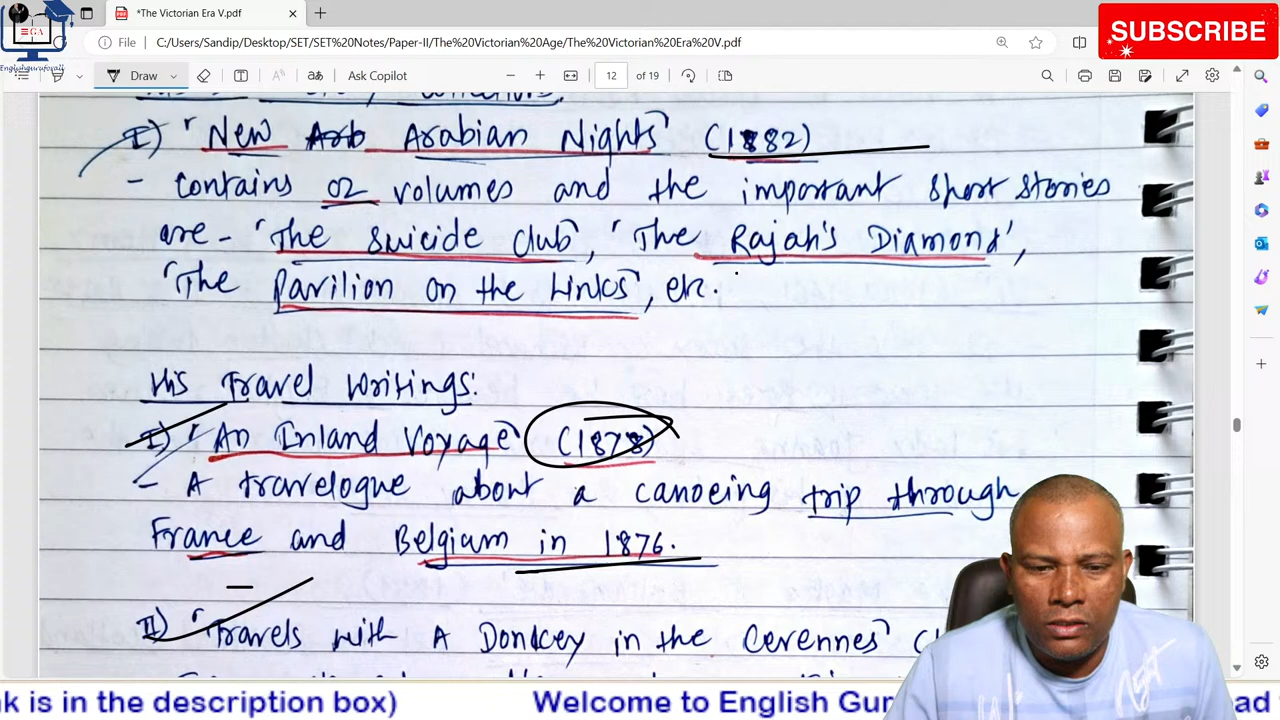 *The Victorian Era V.pdf
SUBSCRIBE
EGA
Englishguruforall
File C:/Users/Sandip/Desktop/SET/SET%20Notes/Paper-II/The%20Victorian%20Age/The%20Victorian%20Era%20V.pdf
Draw Ask Copilot 12 of 19
I) 'New Arabian Nights' (1882)
- Contains 02 volumes and the important short stories
are - 'The Suicide Club', 'The Rajah's Diamond',
'The Pavilion on the Links', etc.
His Travel Writings:
I) 'An Inland Voyage' (1878)
- A travelogue about a canoeing trip through
France and Belgium in 1876.
II) 'Travels with A Donkey in the Cevennes'
nk is in the description box) Welcome to English Gur